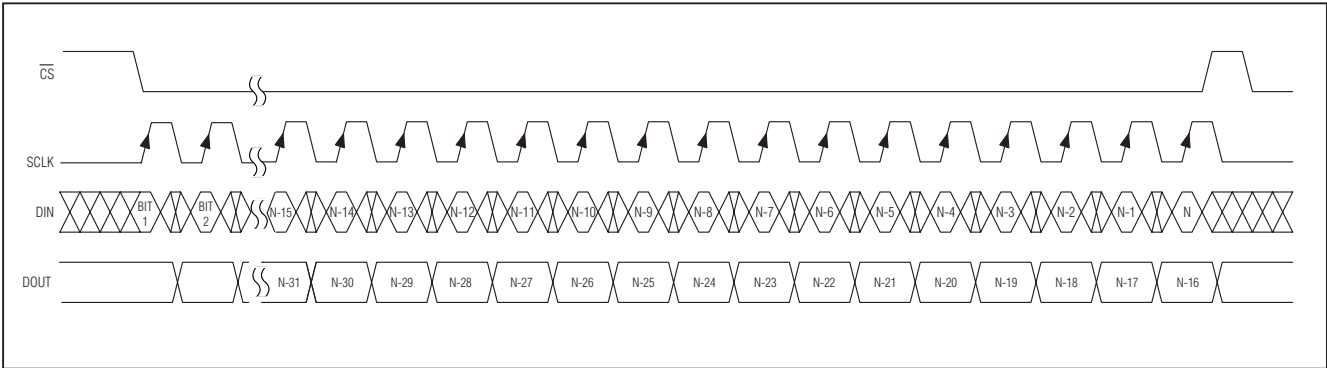 CS
SCLK
DIN BIT 1 BIT 2 N-15 N-14 N-13 N-12 N-11 N-10 N-9 N-8 N-7 N-6 N-5 N-4 N-3 N-2 N-1 N
DOUT N-31 N-30 N-29 N-28 N-27 N-26 N-25 N-24 N-23 N-22 N-21 N-20 N-19 N-18 N-17 N-16